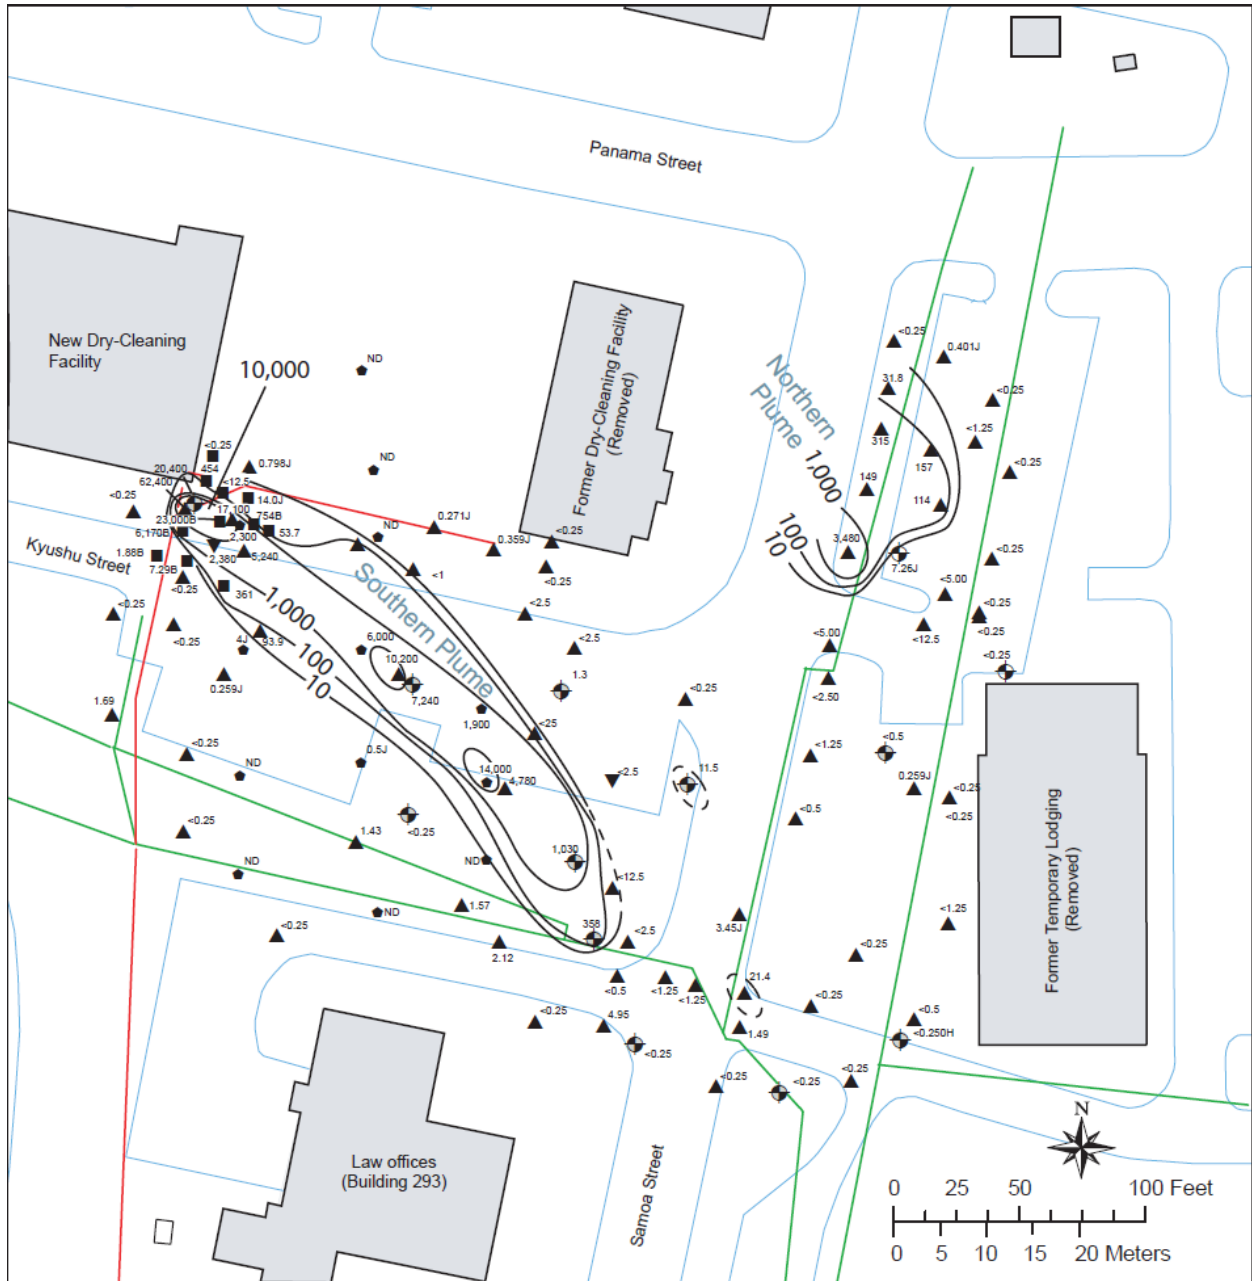 Panama Street
New Dry-Cleaning
Facility
10,000
ND
Former Dry-Cleaning Facility
(Removed)
Northern
Plume
1,000
100
10
<0.25
0.401J
31.8
<0.25
315
<1.25
157
<0.25
149
114
3,480
7.26J
<0.25
<5.00
<0.25
<0.25
<12.5
<0.25
<5.00
<2.50
<0.25
20,400
454
0.798J
ND
62,400
<12.5
<0.25
14.0J
17,100
754B
23,000B
53.7
ND
0.271J
6,170B
2,300
<0.25
0.359J
Kyushu Street
1.88B
2,380
5,240
7.29B
<1
<0.25
<0.25
361
Southern Plume
1,000
100
10
<0.25
<0.25
4J
93.9
6,000
<2.5
<2.5
10,200
0.259J
7,240
1.3
1.69
1,900
<0.25
<0.25
<25
<0.5
<1.25
ND
0.5J
14,000
4,780
<2.5
11.5
0.259J
<0.25
<0.25
<0.5
<0.25
1.43
<0.25
ND
1,030
ND
<12.5
ND
1.57
358
<2.5
3.45J
<1.25
<0.25
2.12
<0.5
<1.25
<1.25
21.4
<0.25
<0.25
<0.25
4.95
<0.25
1.49
<0.5
<0.250H
<0.25
<0.25
<0.25
Former Temporary Lodging
(Removed)
Law offices
(Building 293)
Samoa Street
N
0 25 50 100 Feet
0 5 10 15 20 Meters